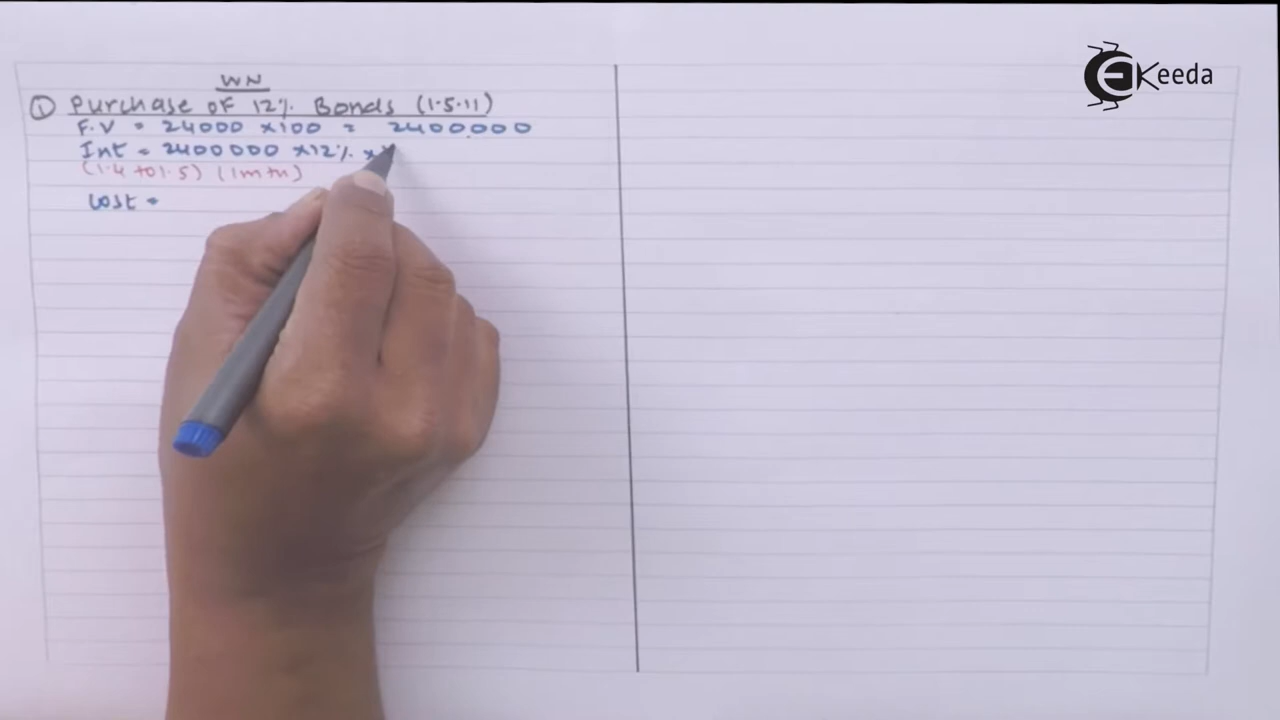 WN
① Purchase of 12% Bonds (1.5.11)
F.V = 24000 x100 = 2400000
Int = 2400000 x12% x
(1.4 to 1.5) (1mth)
Cost =
EKeeda